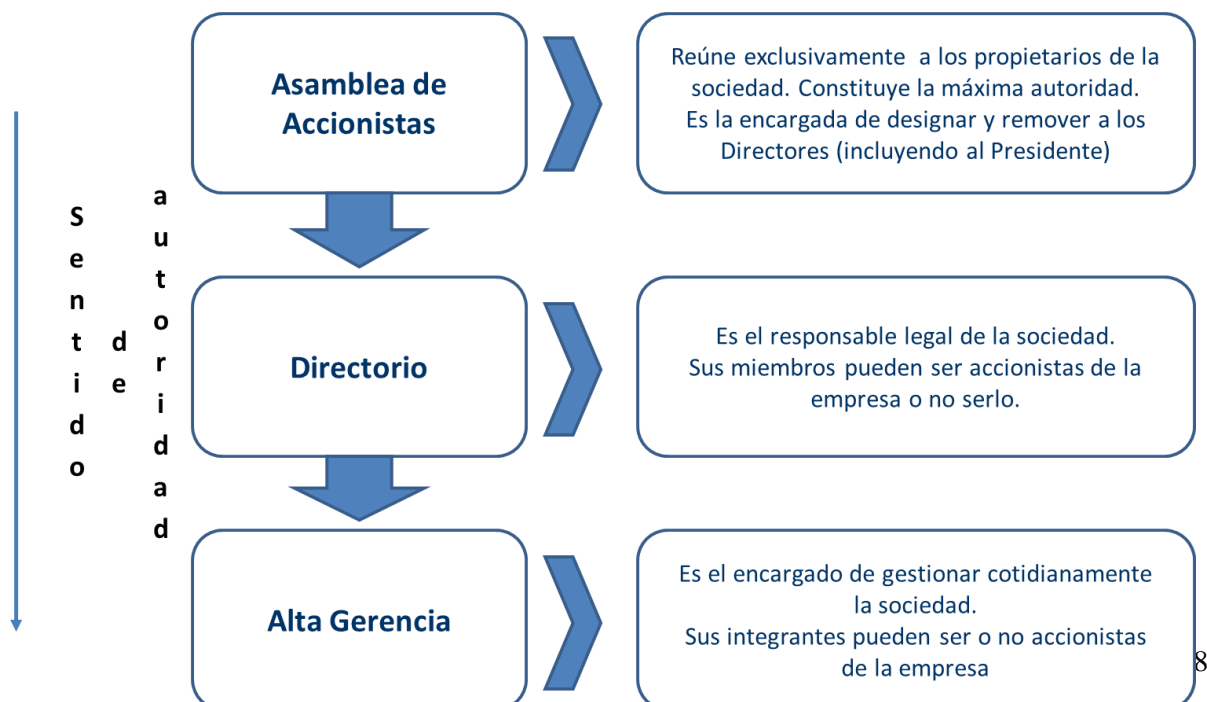 Asamblea de
Accionistas
Reúne exclusivamente a los propietarios de la
sociedad. Constituye la máxima autoridad.
Es la encargada de designar y remover a los
Directores (incluyendo al Presidente)
Sentido
de
autoridad
Directorio
Es el responsable legal de la sociedad.
Sus miembros pueden ser accionistas de la
empresa o no serlo.
Alta Gerencia
Es el encargado de gestionar cotidianamente
la sociedad.
Sus integrantes pueden ser o no accionistas
de la empresa
8